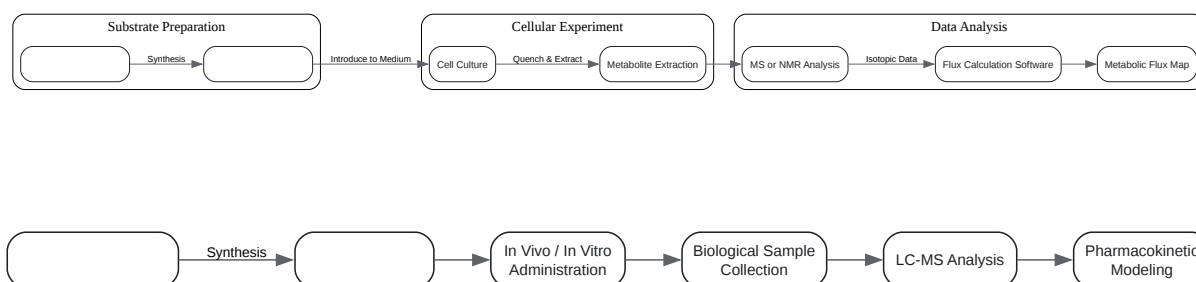 Substrate Preparation
Synthesis
Introduce to Medium
Cellular Experiment
Cell Culture
Quench & Extract
Metabolite Extraction
Data Analysis
MS or NMR Analysis
Isotopic Data
Flux Calculation Software
Metabolic Flux Map
Synthesis
In Vivo / In Vitro
Administration
Biological Sample
Collection
LC-MS Analysis
Pharmacokinetic
Modeling